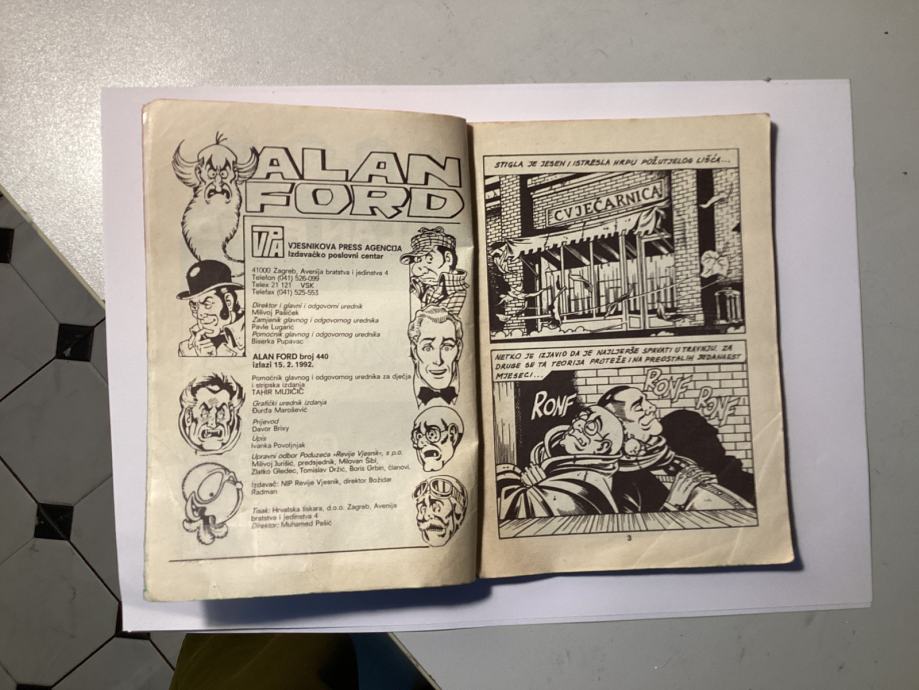 ALAN
FORD
VPA
VJESNIKOVA PRESS AGENCIJA
Izdavačko poslovni centar
41000 Zagreb, Avenija bratstva i jedinstva 4
Telefon (041) 526-099
Telex 21 121 VSK
Telefax (041) 525-553
Direktor i glavni i odgovorni urednik
Milivoj Pašiček
Zamjenik glavnog i odgovornog urednika
Pavle Lugarić
Pomoćnik glavnog i odgovornog urednika
Biserka Pupavac
ALAN FORD broj 440
izlazi 15. 2. 1992.
Pomoćnik glavnog i odgovornog urednika za dječja
i stripska izdanja
TAHIR MUJIČIĆ
Grafički urednik izdanja
Đurđa Marošević
Prijevod
Davor Brixy
Upis
Ivanka Povoljnjak
Upravni odbor Poduzeća »Revije Vjesnik«, s p.o.
Milivoj Jurišić, predsjednik, Milovan Šibl,
Zlatko Gledec, Tomislav Držić, Boris Grbin, članovi.
Izdavač: NIP Revije Vjesnik, direktor Božidar
Radman
Tisak: Hrvatska tiskara, d.o.o. Zagreb, Avenija
bratstva i jedinstva 4
Direktor: Muhamed Pašić
STIGLA JE JESEN I ISTRESLA HRPU POŽUTJELOG LIŠĆA...
CVJEĆARNICA
NETKO JE IZJAVIO DA JE NAJLJEPŠE SPAVATI U TRAVNJU. ZA
DRUGE SE TA TEORIJA PROTEŽE I NA PREOSTALIH JEDANAEST
MJESECI...
RONF
RONF
RONF
3